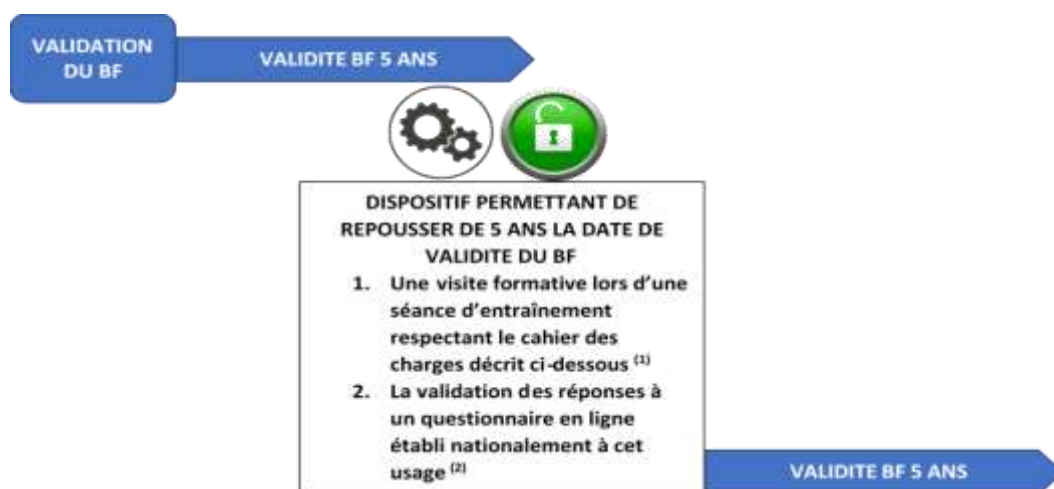 VALIDATION
DU BF
VALIDITE BF 5 ANS
DISPOSITIF PERMETTANT DE
REPOUSSER DE 5 ANS LA DATE DE
VALIDITE DU BF
1. Une visite formative lors d'une
séance d'entraînement
respectant le cahier des
charges décrit ci-dessous (1)
2. La validation des réponses à
un questionnaire en ligne
établi nationalement à cet
usage (2)
VALIDITE BF 5 ANS